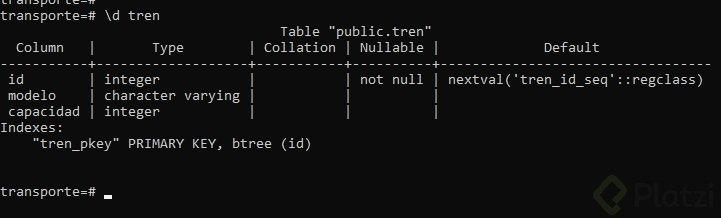 transporte=#
transporte=# \d tren
Table "public.tren"
Column | Type | Collation | Nullable | Default
-----------+-------------------+-----------+----------+----------------------------------
id | integer | | not null | nextval('tren_id_seq'::regclass)
modelo | character varying | | |
capacidad | integer | | |
Indexes:
"tren_pkey" PRIMARY KEY, btree (id)
transporte=#
Platzi